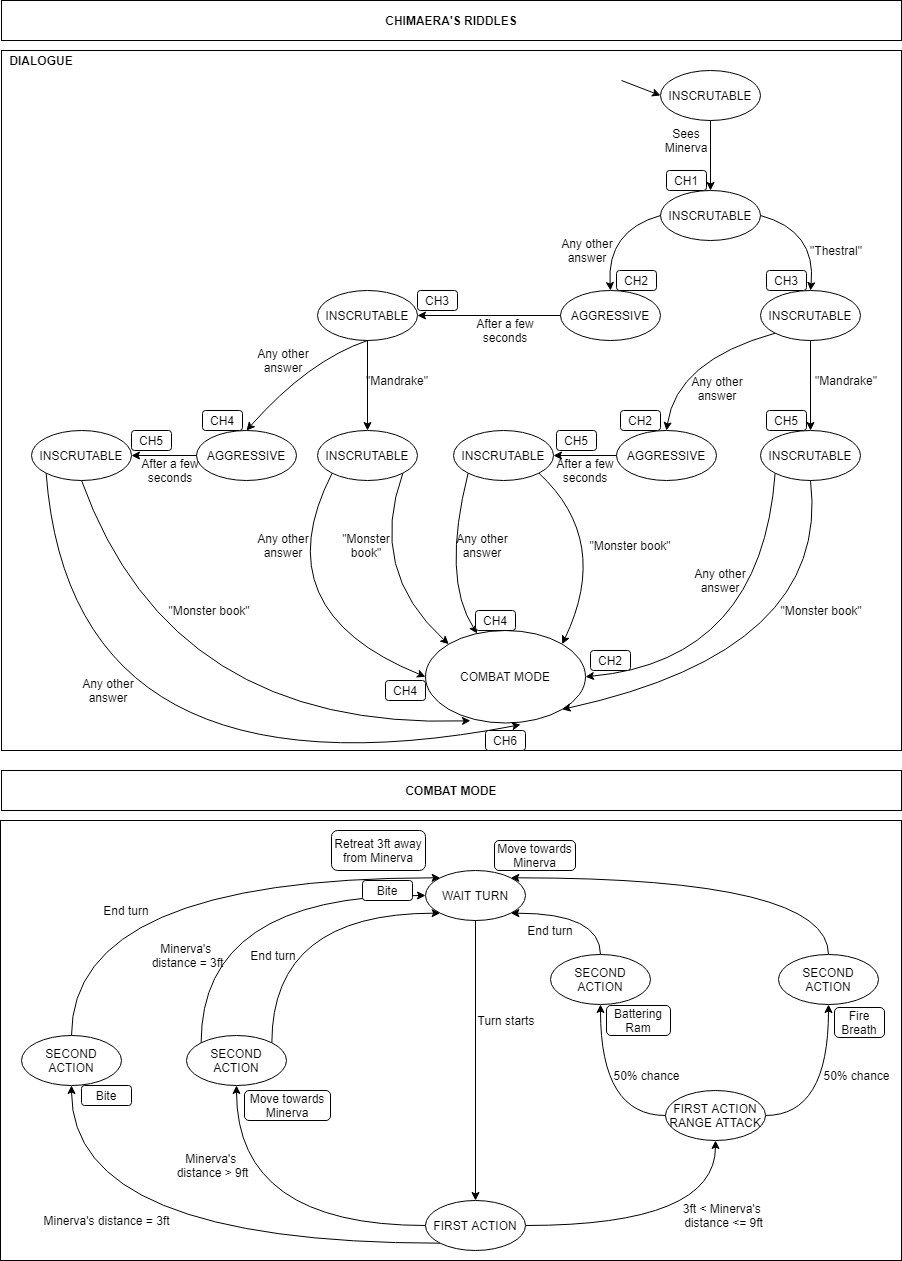 CHIMAERA'S RIDDLES
DIALOGUE
INSCRUTABLE
Sees
Minerva
CH1
INSCRUTABLE
Any other
answer
"Thestral"
CH2
CH3
CH3
INSCRUTABLE
AGGRESSIVE
INSCRUTABLE
After a few
seconds
Any other
answer
"Mandrake"
Any other
answer
"Mandrake"
CH4
CH2
CH5
CH5
CH5
INSCRUTABLE
AGGRESSIVE
INSCRUTABLE
INSCRUTABLE
AGGRESSIVE
INSCRUTABLE
After a few
seconds
After a few
seconds
Any other
answer
"Monster
book"
Any other
answer
"Monster book"
Any other
answer
"Monster book"
"Monster book"
CH4
CH2
COMBAT MODE
CH4
Any other
answer
CH6
COMBAT MODE
Retreat 3ft away
from Minerva
Move towards
Minerva
Bite
WAIT TURN
End turn
End turn
Minerva's
distance = 3ft
End turn
SECOND
ACTION
SECOND
ACTION
Battering
Ram
Fire
Breath
Turn starts
SECOND
ACTION
SECOND
ACTION
50% chance
50% chance
Bite
Move towards
Minerva
FIRST ACTION
RANGE ATTACK
Minerva's
distance > 9ft
Minerva's distance = 3ft
FIRST ACTION
3ft < Minerva's
distance <= 9ft